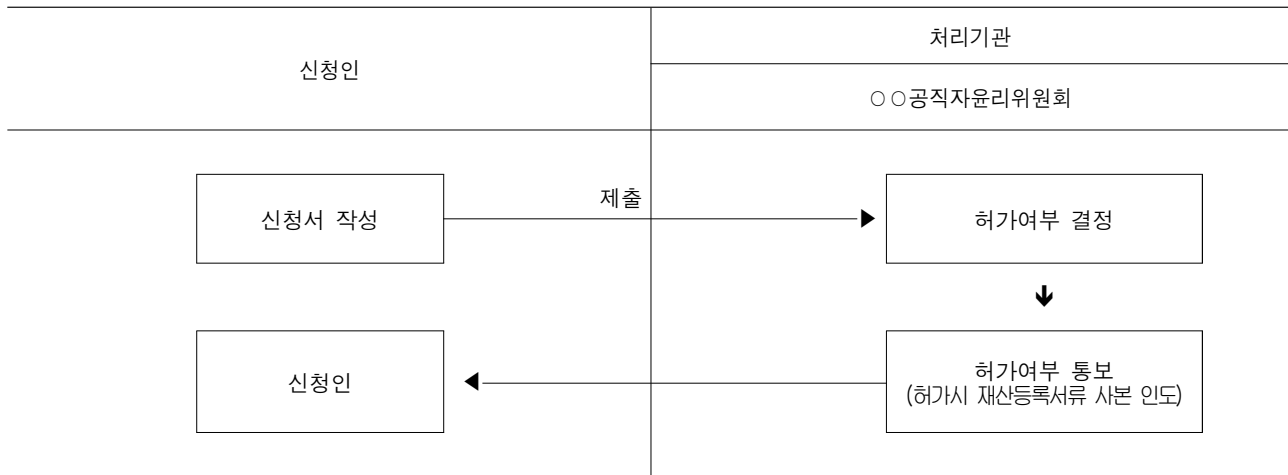 신청인
처리기관
○○공직자윤리위원회
신청서 작성
제출
허가여부 결정
신청인
허가여부 통보
(허가시 재산등록서류 사본 인도)